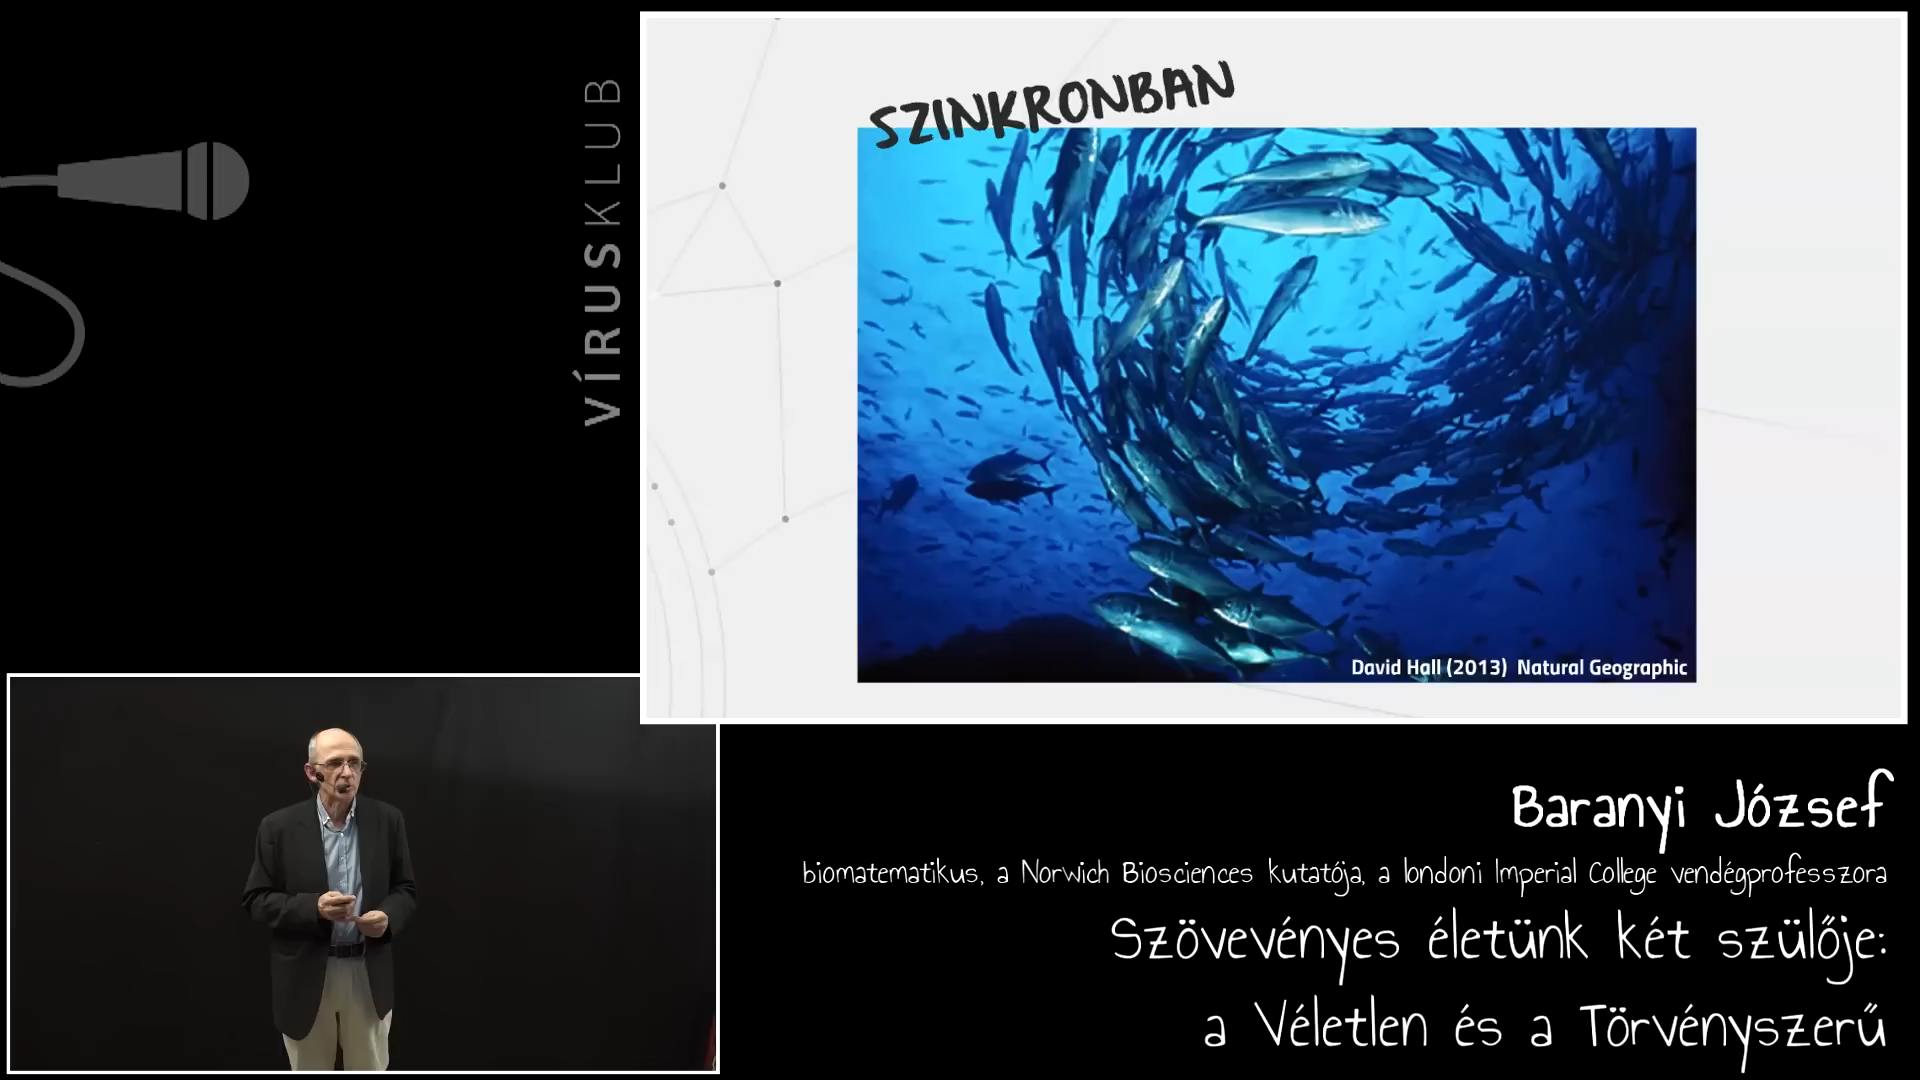 VÍRUSKLUB
SZINKRONBAN
David Hall (2013) Natural Geographic
Baranyi József
biomatematikus, a Norwich Biosciences kutatója, a londoni Imperial College vendégprofesszora
Szövevényes életünk két szülője:
a Véletlen és a Törvényszerű